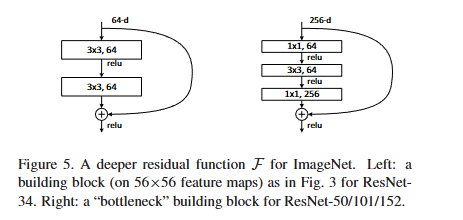 64-d
3x3, 64
relu
3x3, 64
+
relu
256-d
1x1, 64
relu
3x3, 64
relu
1x1, 256
+
relu
Figure 5. A deeper residual function F for ImageNet. Left: a
building block (on 56×56 feature maps) as in Fig. 3 for ResNet-
34. Right: a “bottleneck” building block for ResNet-50/101/152.